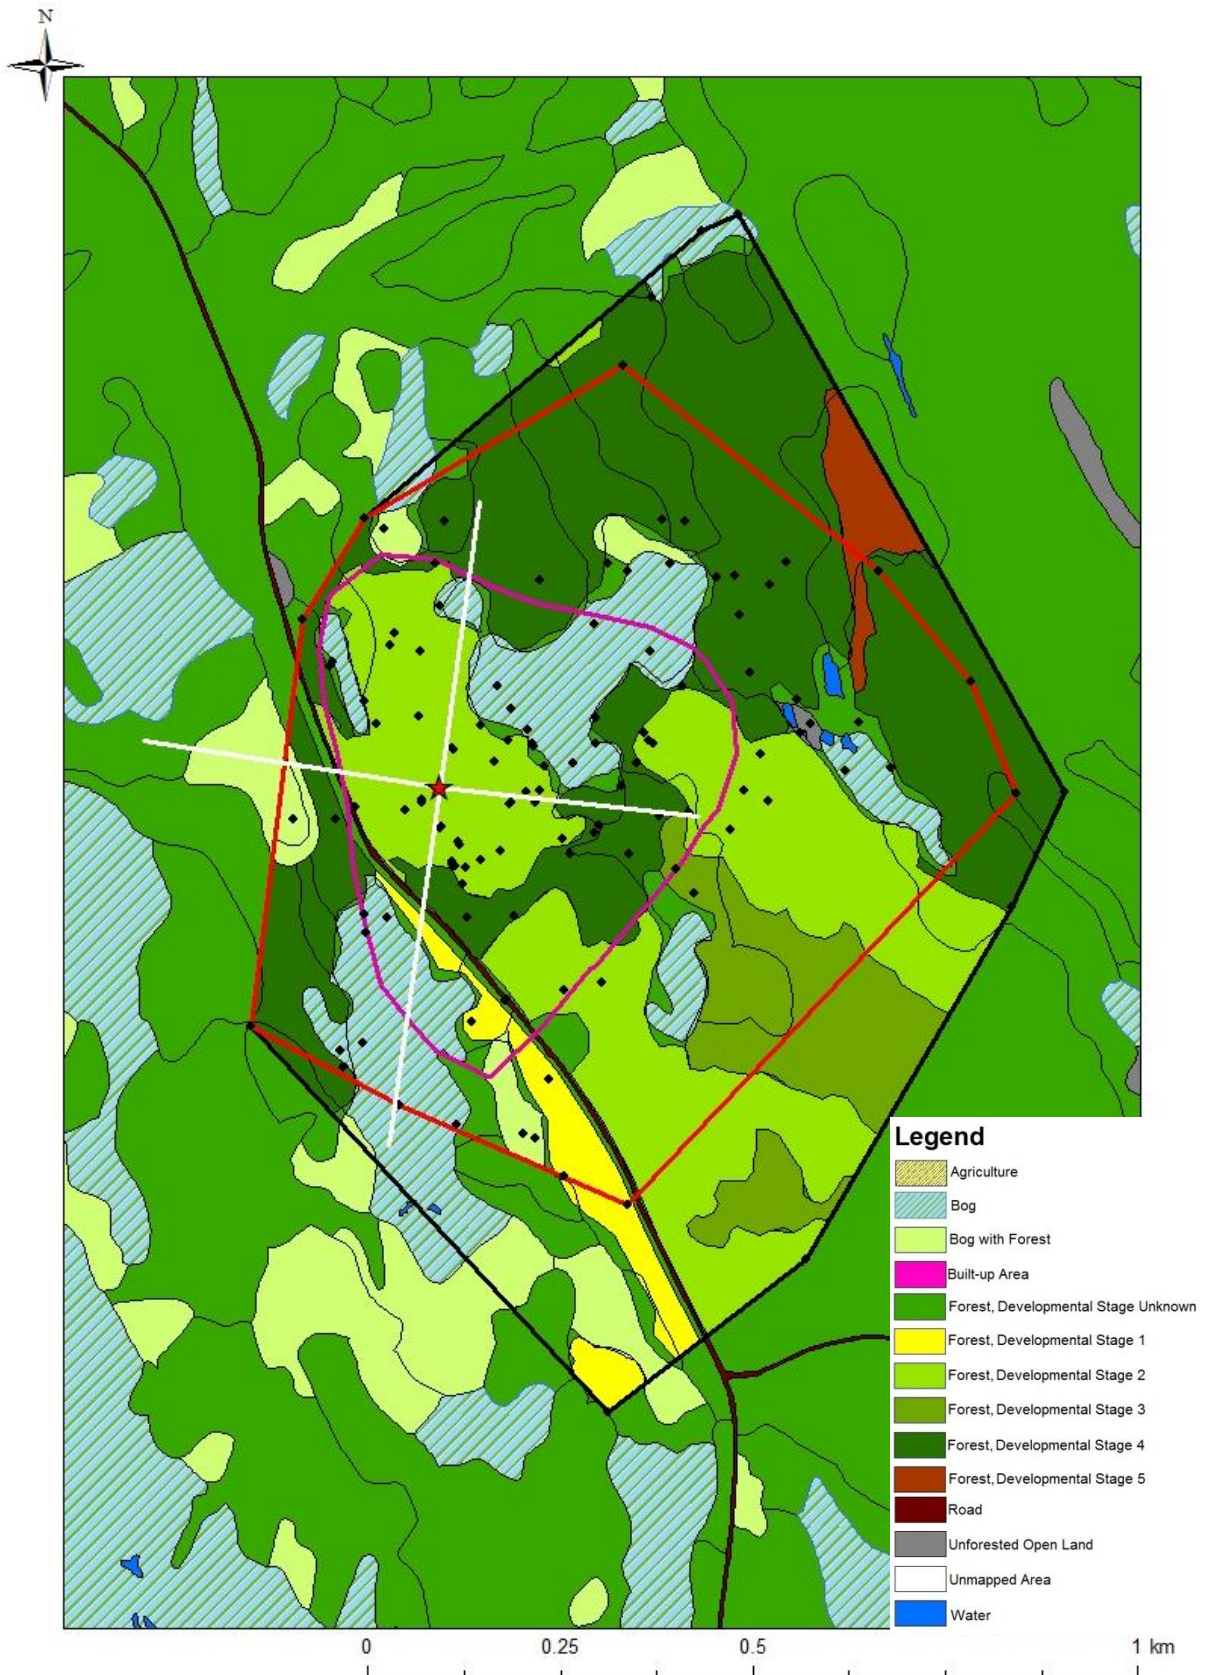 N
Legend
Agriculture
Bog
Bog with Forest
Built-up Area
Forest, Developmental Stage Unknown
Forest, Developmental Stage 1
Forest, Developmental Stage 2
Forest, Developmental Stage 3
Forest, Developmental Stage 4
Forest, Developmental Stage 5
Road
Unforested Open Land
Unmapped Area
Water
0 0.25 0.5 1 km